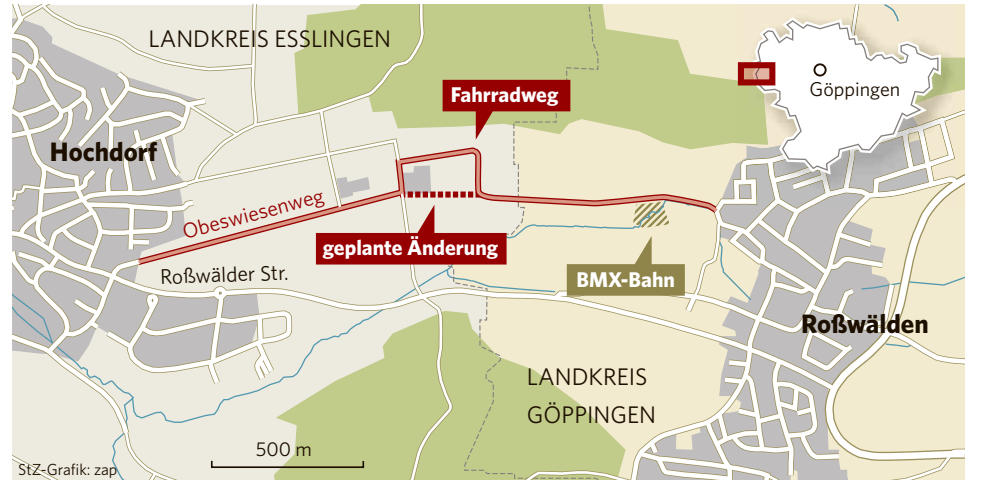 LANDKREIS ESSLINGEN
Göppingen
Fahrradweg
Hochdorf
Obeswiesenweg
geplante Änderung
Roßwälder Str.
BMX-Bahn
Roßwälden
LANDKREIS
GÖPPINGEN
500 m
StZ-Grafik: zap